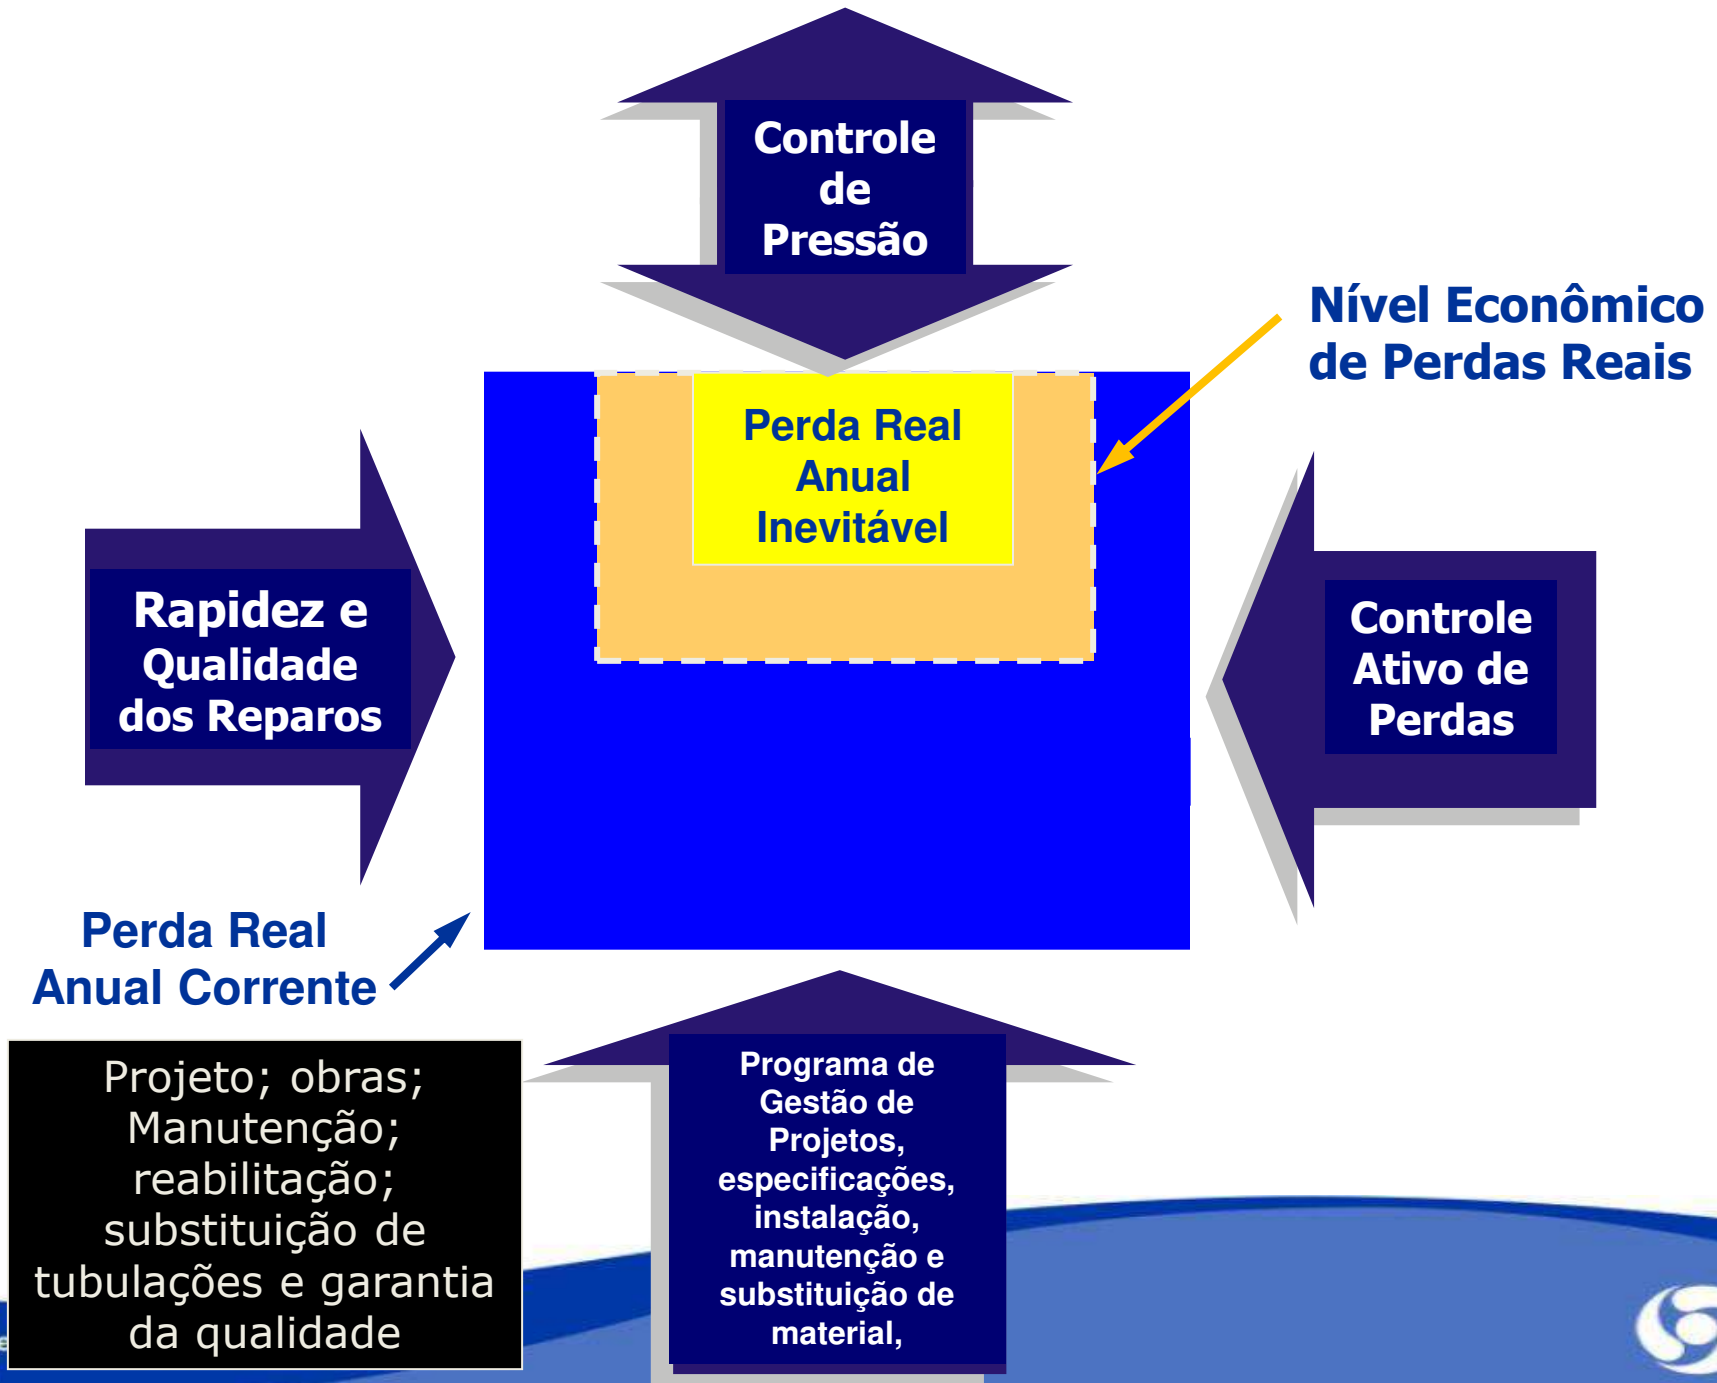 Controle
de
Pressão
Nível Econômico
de Perdas Reais
Perda Real
Anual
Inevitável
Rapidez e
Qualidade
dos Reparos
Controle
Ativo de
Perdas
Perda Real
Anual Corrente
Projeto; obras;
Manutenção;
reabilitação;
substituição de
tubulações e garantia
da qualidade
Programa de
Gestão de
Projetos,
especificações,
instalação,
manutenção e
substituição de
material,